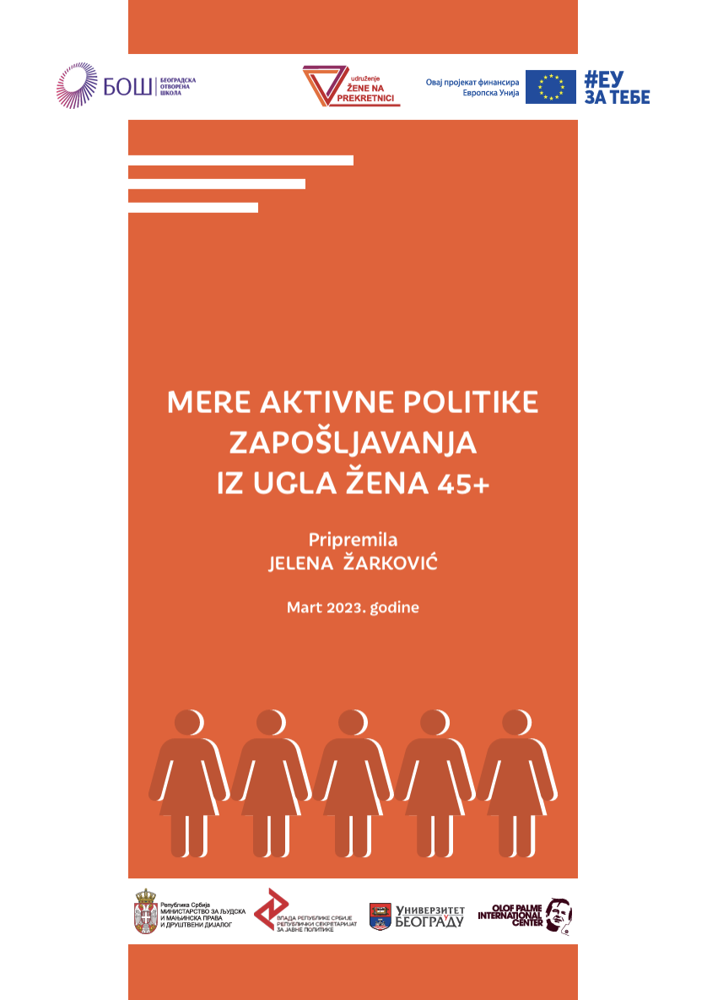 БОШ
БЕОГРАДСКА
ОТВОРЕНА
ШКОЛА
udruženje
ŽENE NA
PREKRETNICI
Овај пројекат финансира
Европска Унија
#ЕУ
ЗА ТЕБЕ
MERE AKTIVNE POLITIKE
ZAPOŠLJAVANJA
IZ UGLA ŽENA 45+
Pripremila
JELENA ŽARKOVIĆ
Mart 2023. godine
Република Србија
МИНИСТАРСТВО ЗА ЉУДСКА
И МАЊИНСКА ПРАВА
И ДРУШТВЕНИ ДИЈАЛОГ
ВЛАДА РЕПУБЛИКЕ СРБИЈЕ
РЕПУБЛИЧКИ СЕКРЕТАРИЈАТ
ЗА ЈАВНЕ ПОЛИТИКЕ
УНИВЕРЗИТЕТ
У БЕОГРАДУ
OLOF PALME
INTERNATIONAL
CENTER